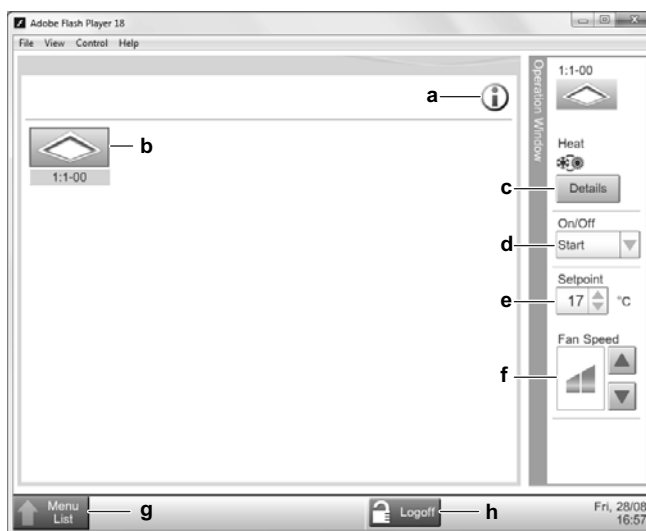 Adobe Flash Player 18
File View Control Help
a
b
1:1-00
Operation Window
1:1-00
Heat
c
Details
On/Off
d
Start
Setpoint
e
17 °C
Fan Speed
f
Menu
List
g
Logoff
h
Fri, 28/08
16:57